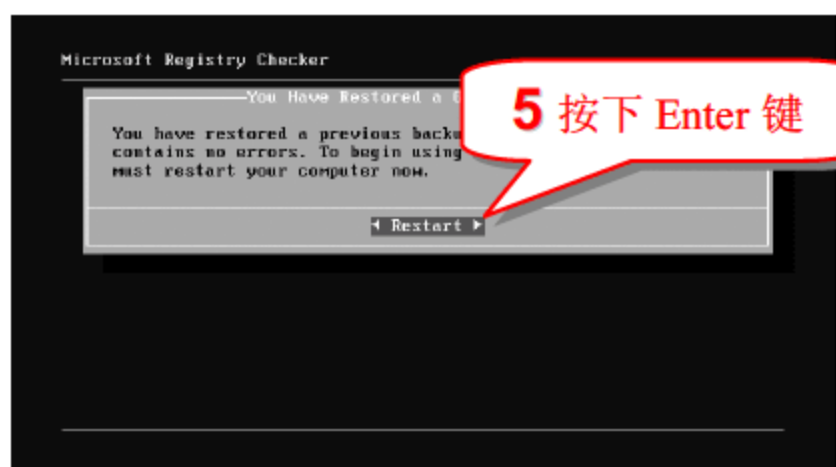 Microsoft Registry Checker
You Have Restored a
You have restored a previous
contains no errors. To begin using
must restart your computer now.
Restart
5 按下 Enter 键